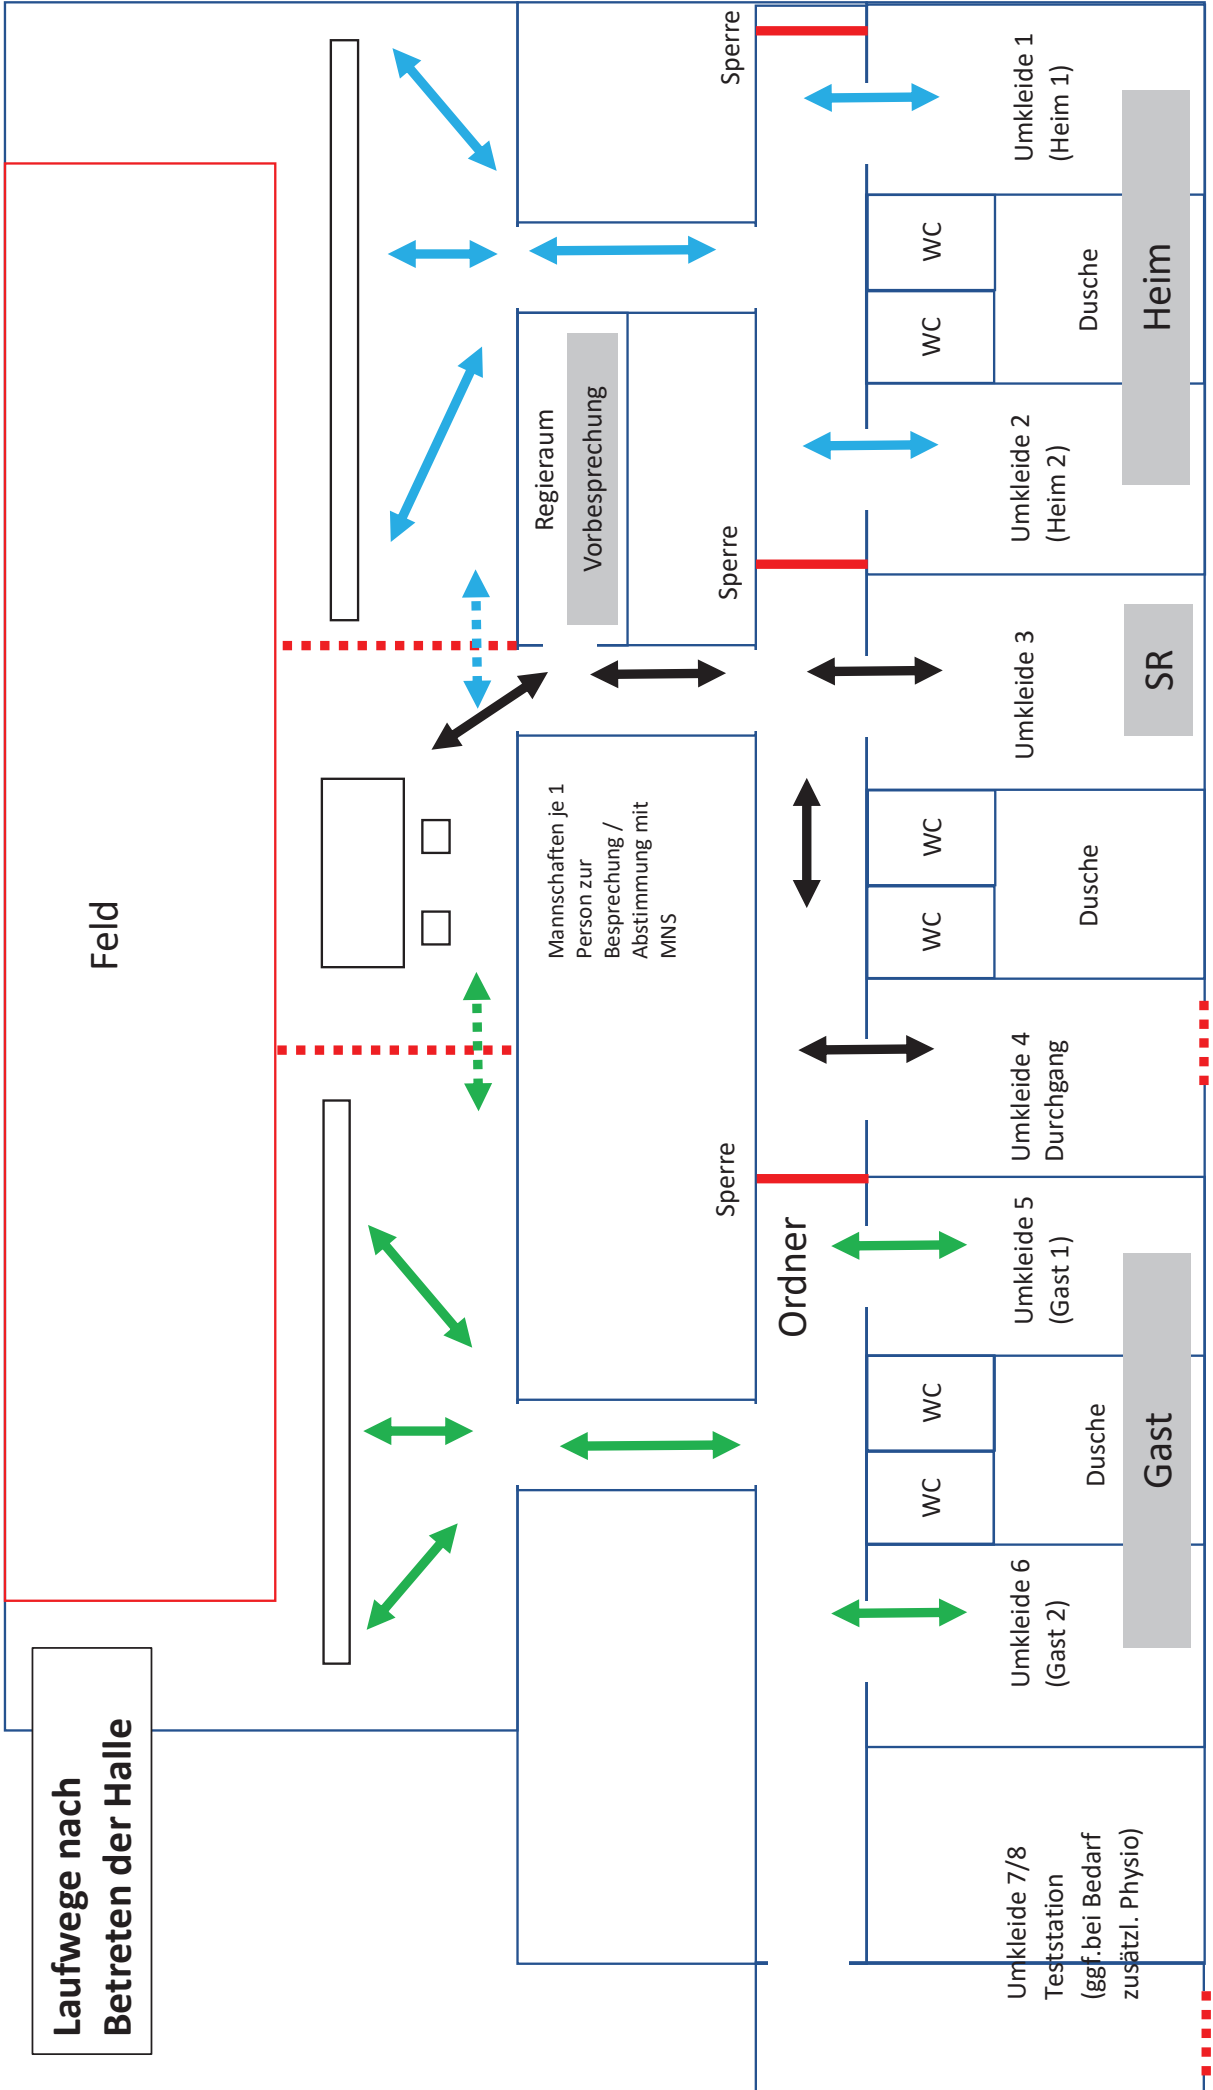 Laufwege nach
Betreten der Halle
Feld
Mannschaften je 1
Person zur
Besprechung /
Abstimmung mit
MNS
Regieraum
Vorbesprechung
Sperre
Sperre
Sperre
Ordner
Umkleide 7/8
Teststation
(ggf.bei Bedarf
zusätzl. Physio)
Umkleide 6
(Gast 2)
WC
WC
Dusche
Gast
Umkleide 5
(Gast 1)
Umkleide 4
Durchgang
WC
WC
Dusche
Umkleide 3
SR
Umkleide 2
(Heim 2)
WC
WC
Dusche
Heim
Umkleide 1
(Heim 1)